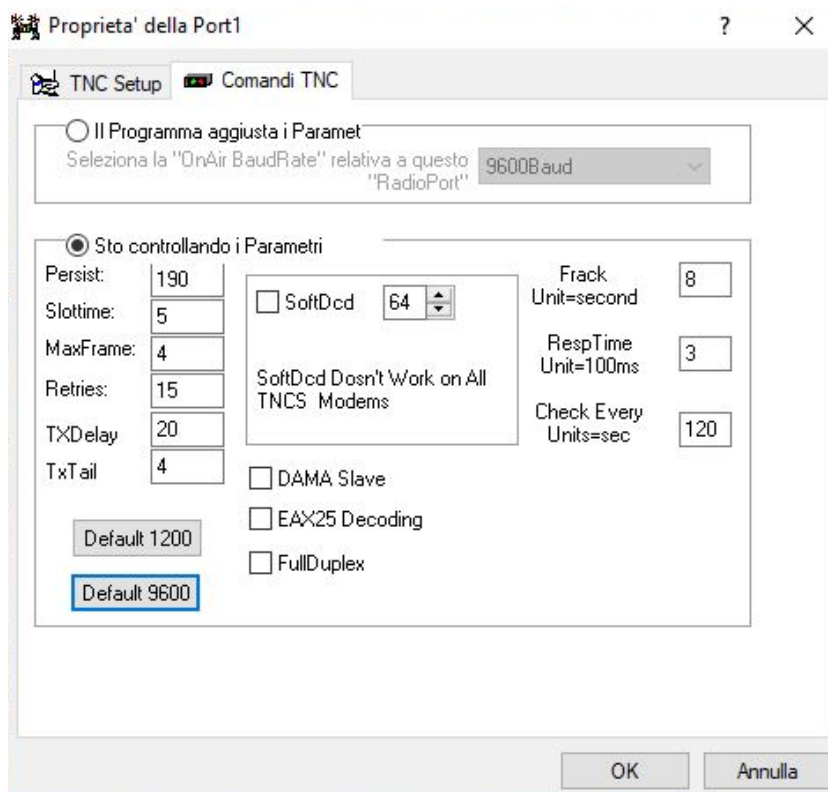 Proprieta' della Port1
TNC Setup
Comandi TNC
Il Programma aggiusta i Paramet
Seleziona la "OnAir BaudRate" relativa a questo
"RadioPort"
9600Baud
Sto controllando i Parametri
Persist: 190
Slottime: 5
MaxFrame: 4
Retries: 15
TXDelay 20
TxTail 4
Default 1200
Default 9600
SoftDcd 64
SoftDcd Dosn't Work on All
TNCS Modems
DAMA Slave
EAX25 Decoding
FullDuplex
Frack
Unit=second
8
RespTime
Unit=100ms
3
Check Every
Units=sec
120
OK
Annulla